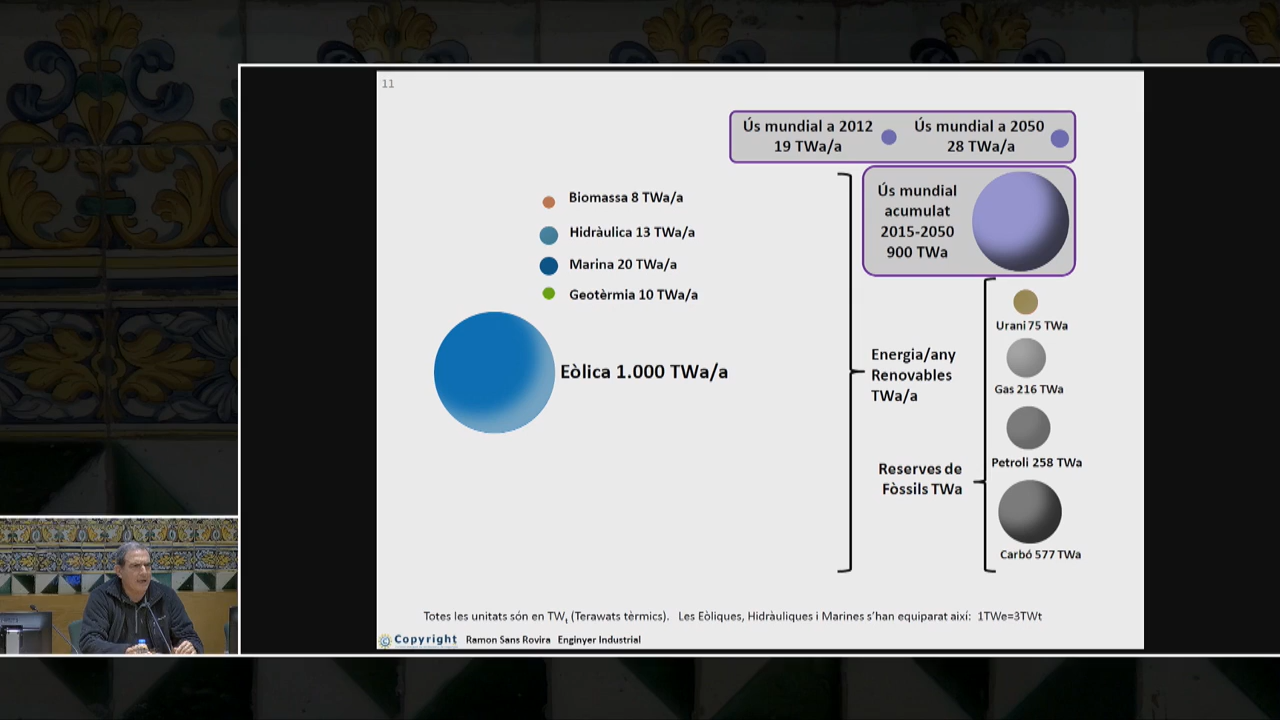 11
Ús mundial a 2012
19 TWa/a
Ús mundial a 2050
28 TWa/a
Ús mundial
acumulat
2015-2050
900 TWa
Biomassa 8 TWa/a
Hidràulica 13 TWa/a
Marina 20 TWa/a
Geotèrmia 10 TWa/a
Eòlica 1.000 TWa/a
Energia/any
Renovables
TWa/a
Reserves de
Fòssils TWa
Urani 75 TWa
Gas 216 TWa
Petroli 258 TWa
Carbó 577 TWa
Totes les unitats són en TWt (Terawats tèrmics). Les Eòliques, Hidràuliques i Marines s'han equiparat així: 1TWe=3TWt
Copyright Ramon Sans Rovira Enginyer Industrial